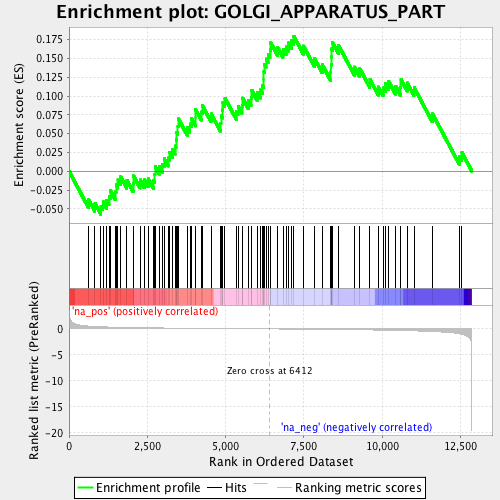 Enrichment plot: GOLGI_APPARATUS_PART
Enrichment score (ES)
0.175
0.150
0.125
0.100
0.075
0.050
0.025
0.000
-0.025
-0.050
'na_pos' (positively correlated)
Ranked list metric (PreRanked)
0
-5
-10
-15
-20
Zero cross at 6412
'na_neg' (negatively correlated)
0 2,500 5,000 7,500 10,000 12,500
Rank in Ordered Dataset
Enrichment profile Hits Ranking metric scores